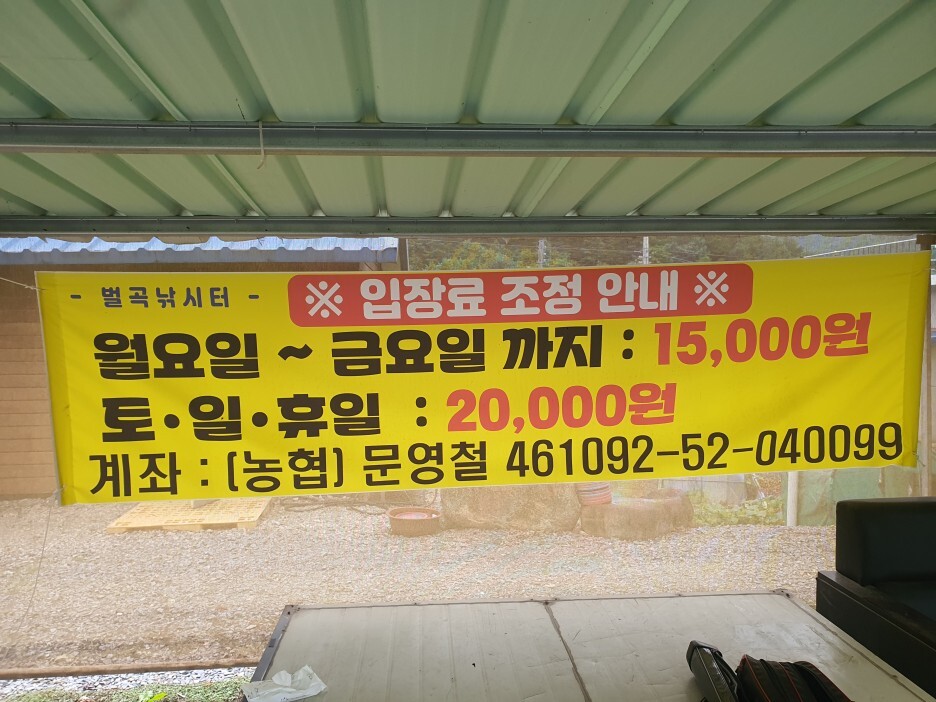 - 벌곡낚시터 -
※ 입장료 조정 안내 ※
월요일 ~ 금요일 까지 : 15,000원
토·일·휴일 : 20,000원
계좌 : (농협) 문영철 461092-52-040099